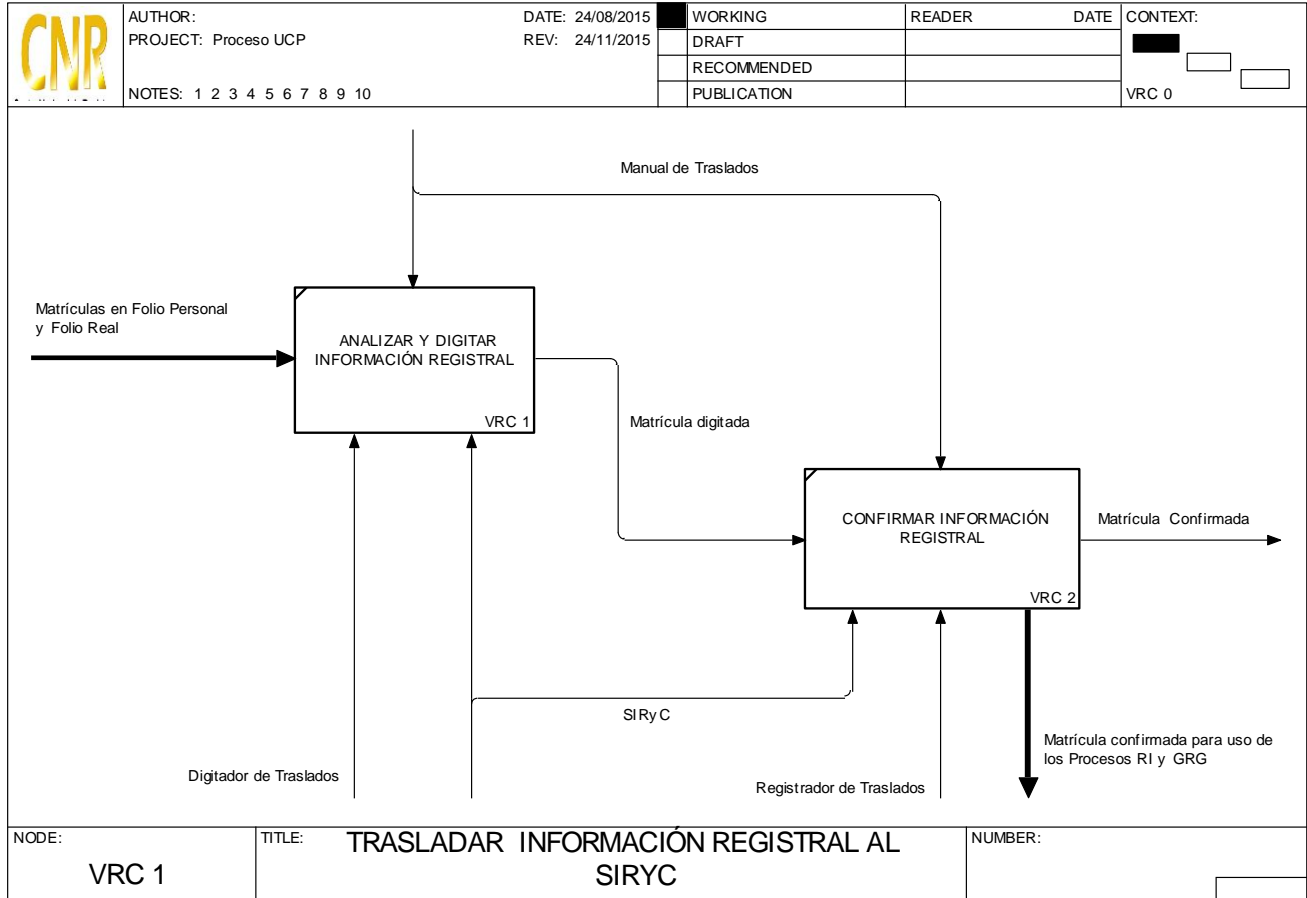 CNR
AUTHOR:
DATE: 24/08/2015
PROJECT: Proceso UCP
REV: 24/11/2015
NOTES: 1 2 3 4 5 6 7 8 9 10
WORKING
DRAFT
RECOMMENDED
PUBLICATION
READER DATE
CONTEXT:
VRC 0
Manual de Traslados
Matrículas en Folio Personal
y Folio Real
ANALIZAR Y DIGITAR
INFORMACIÓN REGISTRAL
VRC 1
Matrícula digitada
CONFIRMAR INFORMACIÓN
REGISTRAL
VRC 2
Matrícula Confirmada
SIRyC
Digitador de Traslados
Registrador de Traslados
Matrícula confirmada para uso de
los Procesos RI y GRG
NODE:
VRC 1
TITLE:
TRASLADAR INFORMACIÓN REGISTRAL AL
SIRYC
NUMBER: